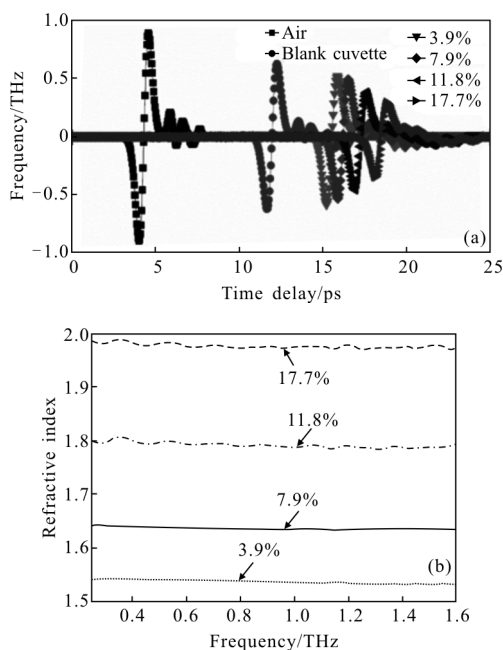 1.0
0.5
0
−0.5
−1.0
Frequency/THz
Air
Blank cuvette
3.9%
7.9%
11.8%
17.7%
(a)
0 5 10 15 20 25
Time delay/ps
2.0
1.9
1.8
1.7
1.6
1.5
Refractive index
17.7%
11.8%
7.9%
3.9%
(b)
0.4 0.6 0.8 1.0 1.2 1.4 1.6
Frequency/THz